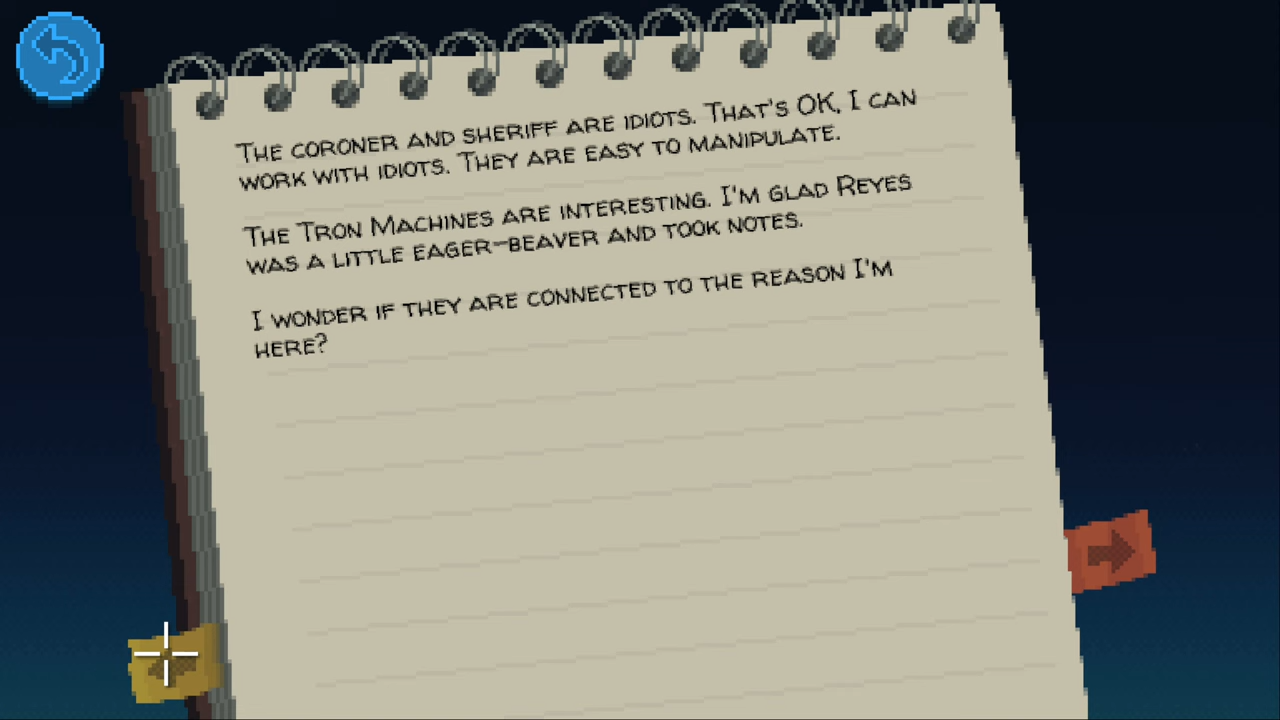 The coroner and sheriff are idiots. That's OK, I can
work with idiots. They are easy to manipulate.
The Tron Machines are interesting. I'm glad Reyes
was a little eager-beaver and took notes.
I wonder if they are connected to the reason I'm
here?